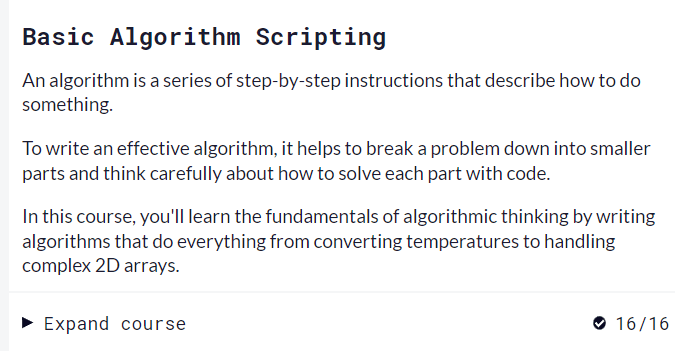 Basic Algorithm Scripting
An algorithm is a series of step-by-step instructions that describe how to do
something.
To write an effective algorithm, it helps to break a problem down into smaller
parts and think carefully about how to solve each part with code.
In this course, you'll learn the fundamentals of algorithmic thinking by writing
algorithms that do everything from converting temperatures to handling
complex 2D arrays.
Expand course 16/16